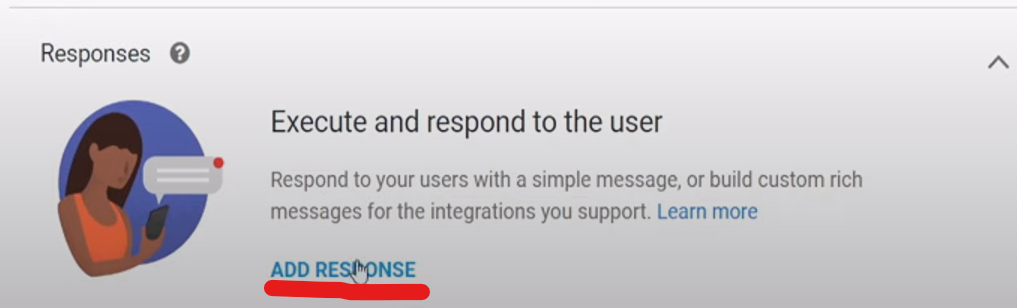 Responses ?
Execute and respond to the user
Respond to your users with a simple message, or build custom rich
messages for the integrations you support. Learn more
ADD RESPONSE